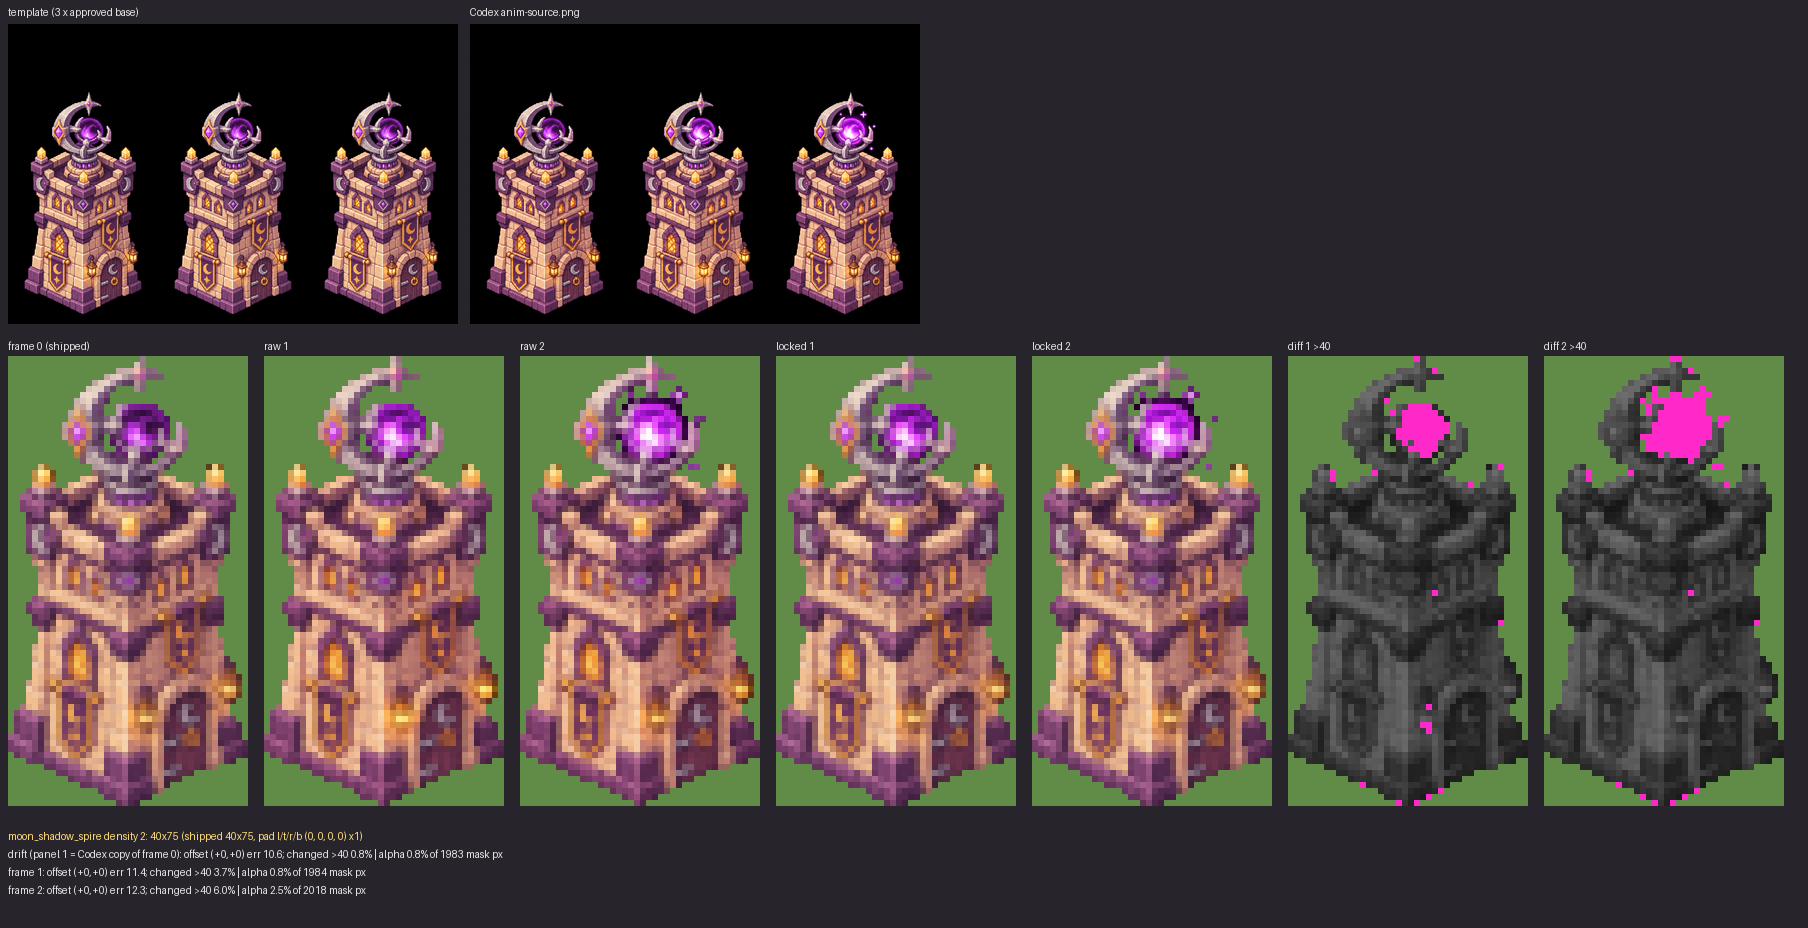 template (3 x approved base)
Codex anim-source.png
frame 0 (shipped)
raw 1
raw 2
locked 1
locked 2
diff 1 >40
diff 2 >40
moon_shadow_spire density 2: 40x75 (shipped 40x75, pad l/t/r/b (0, 0, 0, 0) x1)
drift (panel 1 = Codex copy of frame 0): offset (+0,+0) err 10.6; changed >40 0.8% | alpha 0.8% of 1983 mask px
frame 1: offset (+0,+0) err 11.4; changed >40 3.7% | alpha 0.8% of 1984 mask px
frame 2: offset (+0,+0) err 12.3; changed >40 6.0% | alpha 2.5% of 2018 mask px